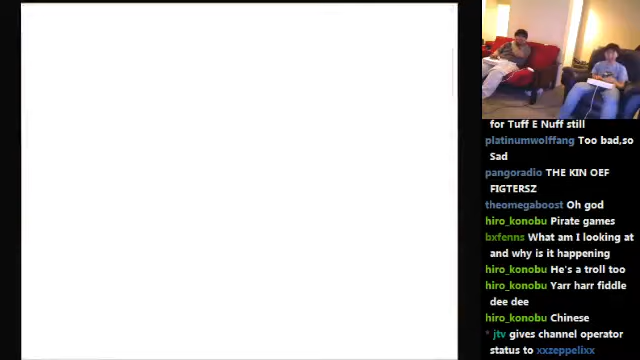 for Tuff E Nuff still
platinumwolffang Too bad,so
Sad
pangoradio THE KIN OEF
FIGTERSZ
theomegaboost Oh god
hiro_konobu Pirate games
bxfenns What am I looking at
and why is it happening
hiro_konobu He's a troll too
hiro_konobu Yarr harr fiddle
dee dee
hiro_konobu Chinese
* jtv gives channel operator
status to xxzeppelixx